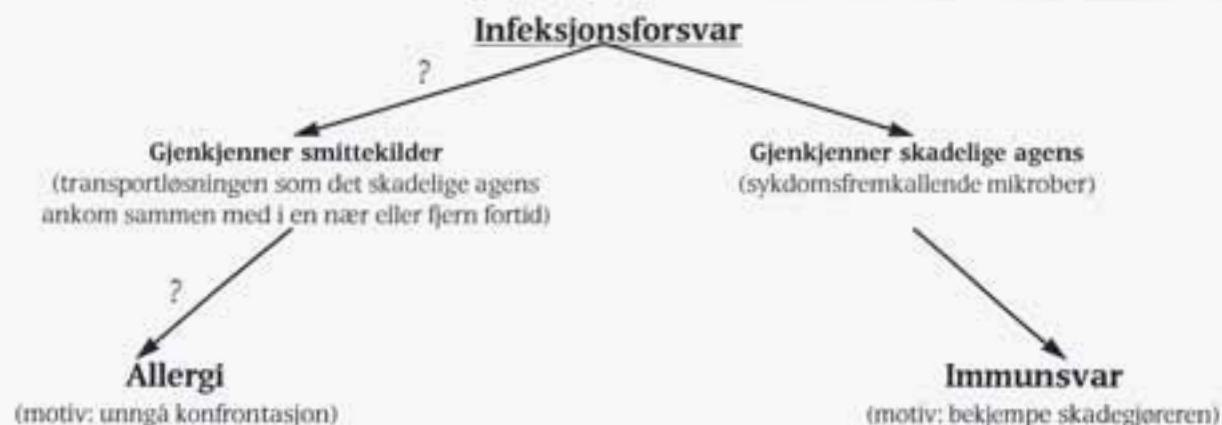 Infeksjonsforsvar
?
Gjenkjenner smittekilder
(transportløsningen som det skadelige agens
ankom sammen med i en nær eller fjern fortid)
Gjenkjenner skadelige agens
(sykdomsfremkallende mikrober)
?
Allergi
(motiv: unngå konfrontasjon)
Immunsvar
(motiv: bekjempe skadegjøreren)